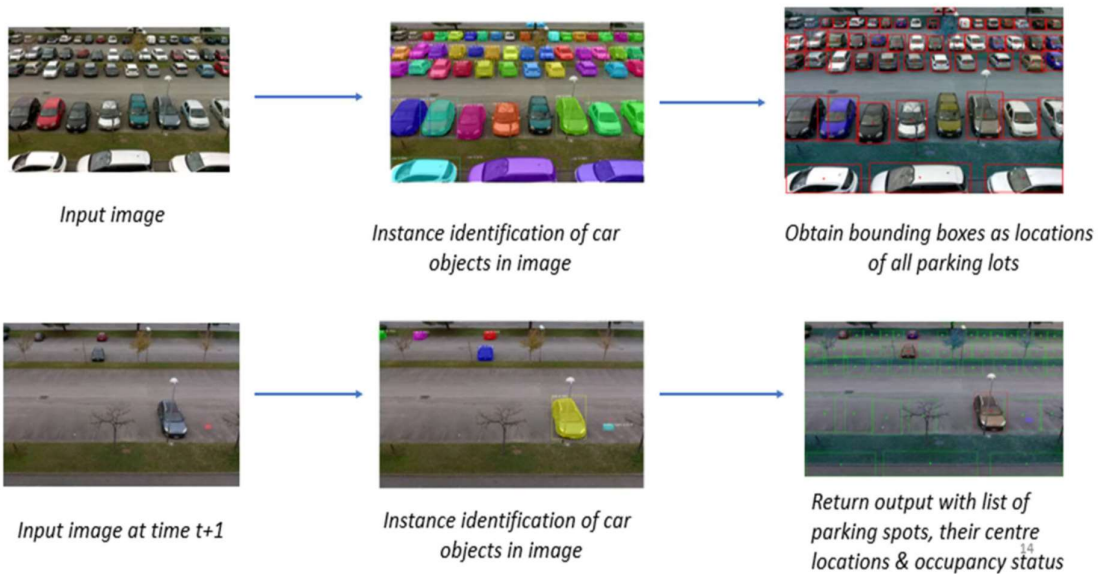 Input image
Instance identification of car
objects in image
Obtain bounding boxes as locations
of all parking lots
Input image at time t+1
Instance identification of car
objects in image
Return output with list of
parking spots, their centre
locations & occupancy status
14